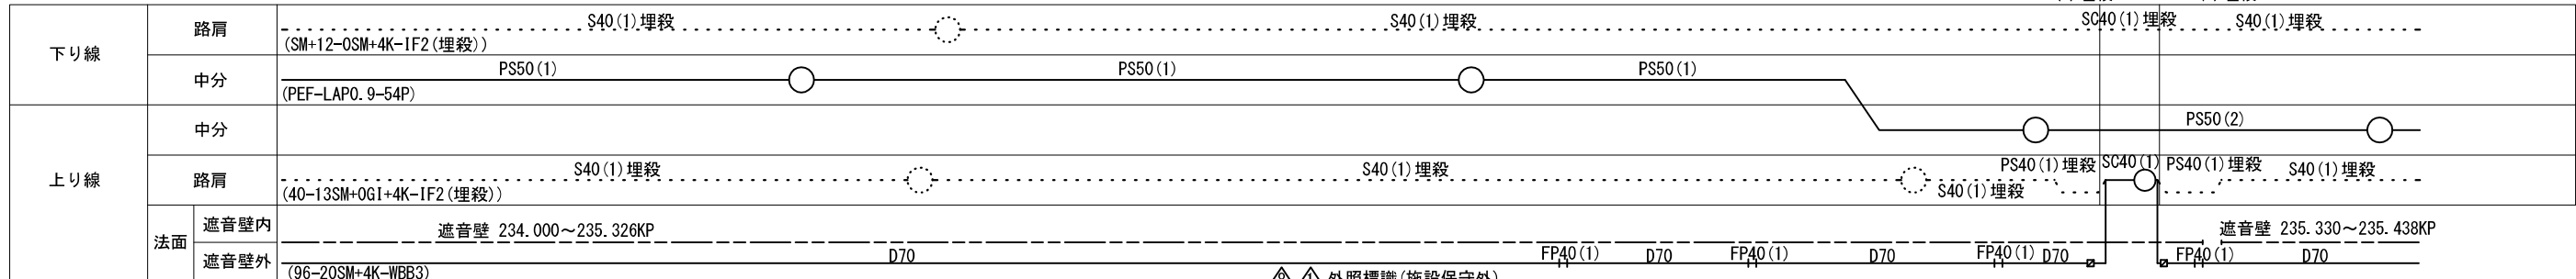 下り線
路肩
S40(1)埋殺
S40(1)埋殺
SC40(1)埋殺
S40(1)埋殺
(SM+12-0SM+4K-IF2(埋殺))
中分
PS50(1)
PS50(1)
PS50(1)
(PEF-LAP0.9-54P)
上り線
中分
PS50(2)
路肩
S40(1)埋殺
S40(1)埋殺
S40(1)埋殺
PS40(1)埋殺
SC40(1)
PS40(1)埋殺
S40(1)埋殺
(40-13SM+0GI+4K-IF2(埋殺))
法面
遮音壁内
遮音壁 234.000～235.326KP
遮音壁 235.330～235.438KP
遮音壁外
D70
FP40(1)
D70
FP40(1)
D70
FP40(1)
D70
FP40(1)
D70
(96-20SM+4K-WBB3)
外照標識(施設保守外)